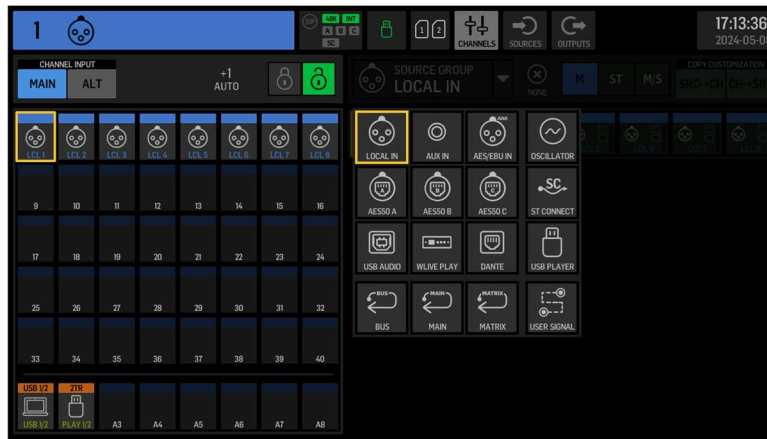 1
SIP 48K INT
A B C
SC
1 2
CHANNELS
SOURCES
OUTPUTS
17:13:36
2024-05-0
CHANNEL INPUT
MAIN ALT
+1
AUTO
SOURCE GROUP
LOCAL IN
NONE
M ST M/S
COPY CUSTOMIZATION
SRC->CH CH->SR
LCL 1 LCL 2 LCL 3 LCL 4 LCL 5 LCL 6 LCL 7 LCL 8
9 10 11 12 13 14 15 16
17 18 19 20 21 22 23 24
25 26 27 28 29 30 31 32
33 34 35 36 37 38 39 40
USB 1/2 2TR
USB 1/2 PLAY 1/2 A3 A4 A5 A6 A7 A8
LOCAL IN AUX IN AES/EBU IN OSCILLATOR
A B C SC
AES50 A AES50 B AES50 C ST CONNECT
USB AUDIO WLIVE PLAY DANTE USB PLAYER
BUS MAIN MATRIX
BUS MAIN MATRIX USER SIGNAL